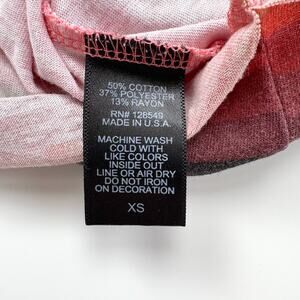 50% COTTON
37% POLYESTER
13% RAYON
RN# 128549
MADE IN U.S.A.
MACHINE WASH
COLD WITH
LIKE COLORS
INSIDE OUT
LINE OR AIR DRY
DO NOT IRON
ON DECORATION
XS